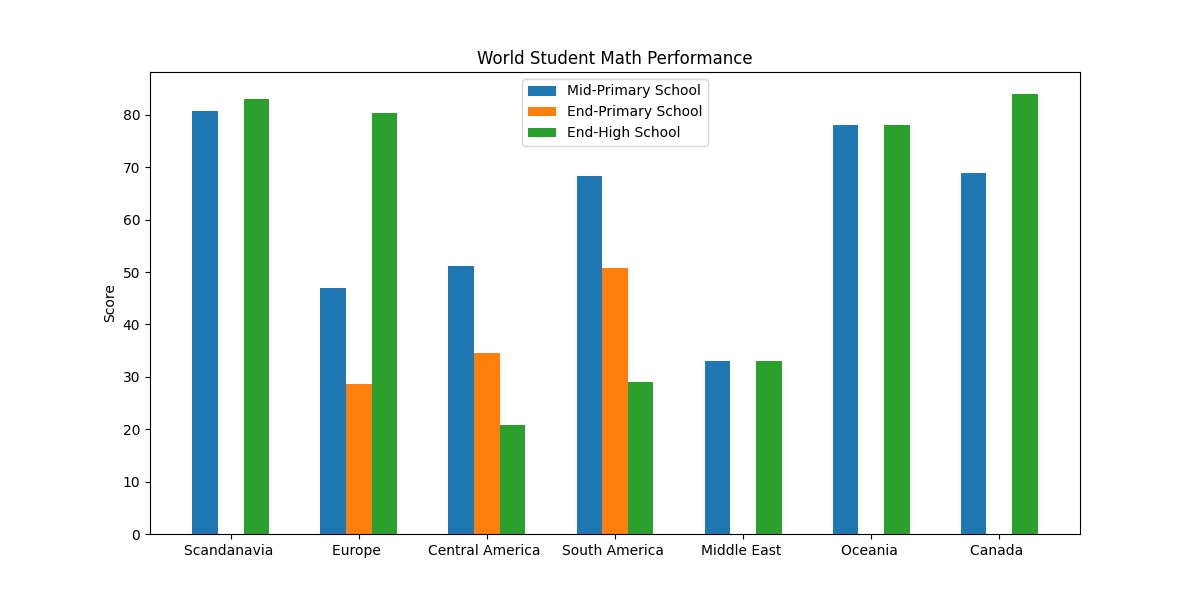 World Student Math Performance
Mid-Primary School
End-Primary School
End-High School
Score
80
70
60
50
40
30
20
10
0
Scandanavia
Europe
Central America
South America
Middle East
Oceania
Canada